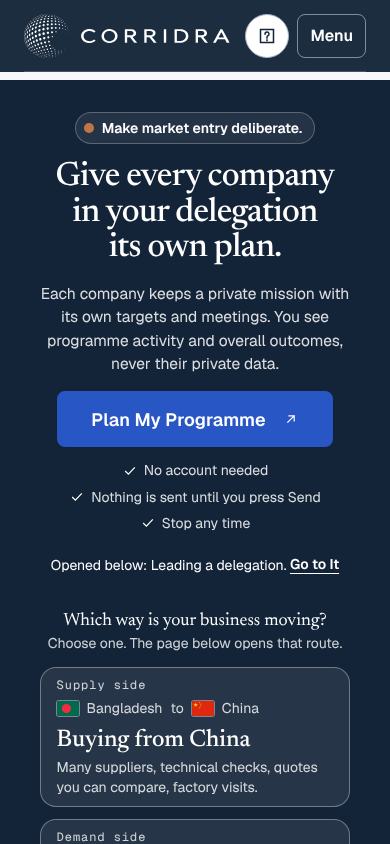 CORRIDRA
?
Menu
Make market entry deliberate.
Give every company
in your delegation
its own plan.
Each company keeps a private mission with
its own targets and meetings. You see
programme activity and overall outcomes,
never their private data.
Plan My Programme ↗
✓ No account needed
✓ Nothing is sent until you press Send
✓ Stop any time
Opened below: Leading a delegation. Go to It
Which way is your business moving?
Choose one. The page below opens that route.
Supply side
Bangladesh to China
Buying from China
Many suppliers, technical checks, quotes
you can compare, factory visits.
Demand side